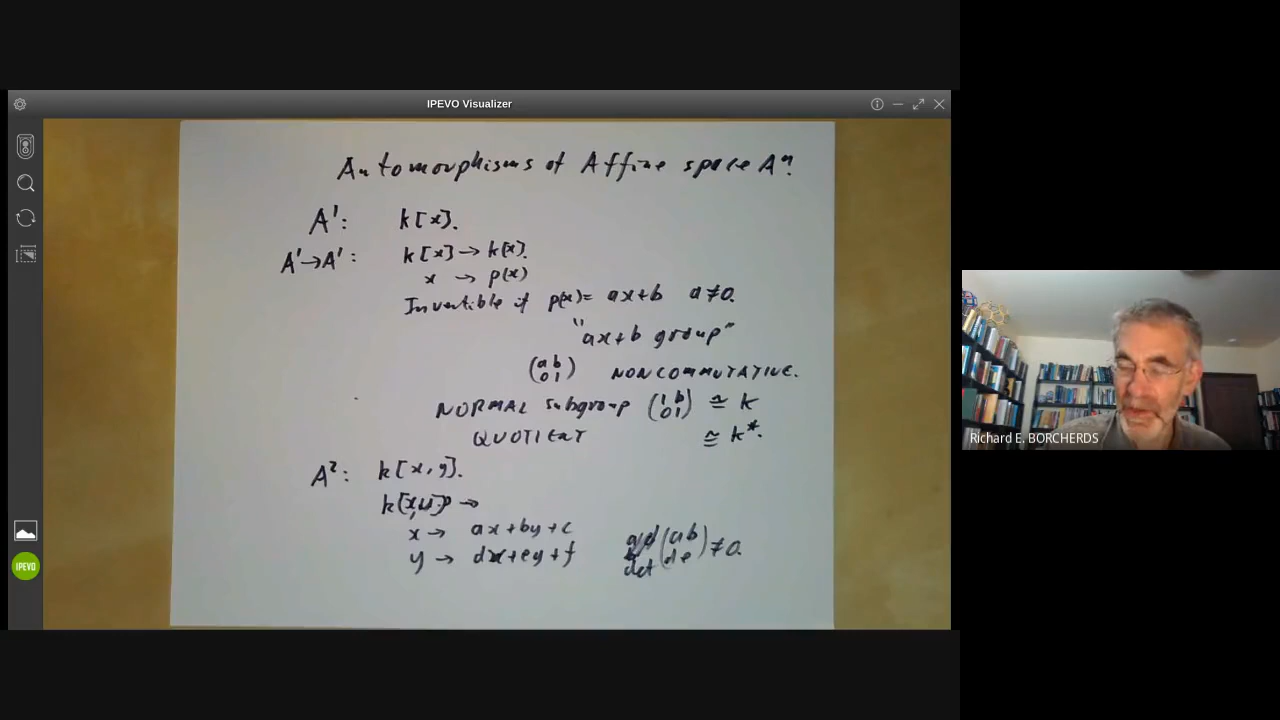 IPEVO Visualizer
Automorphisms of Affine space Aⁿ.
A¹: k[x].
A¹→A¹: k[x] → k[x].
x → p(x)
Invertible if p(x) = ax+b a≠0.
"ax+b group"
(a b
0 1) NONCOMMUTATIVE.
NORMAL subgroup (1 b
0 1) ≅ k
QUOTIENT ≅ k*.
A²: k[x,y].
k[x,y] →
x → ax+by+c
y → dx+ey+f
det (a b
d e) ≠ 0.
IPEVO
Richard E. BORCHERDS